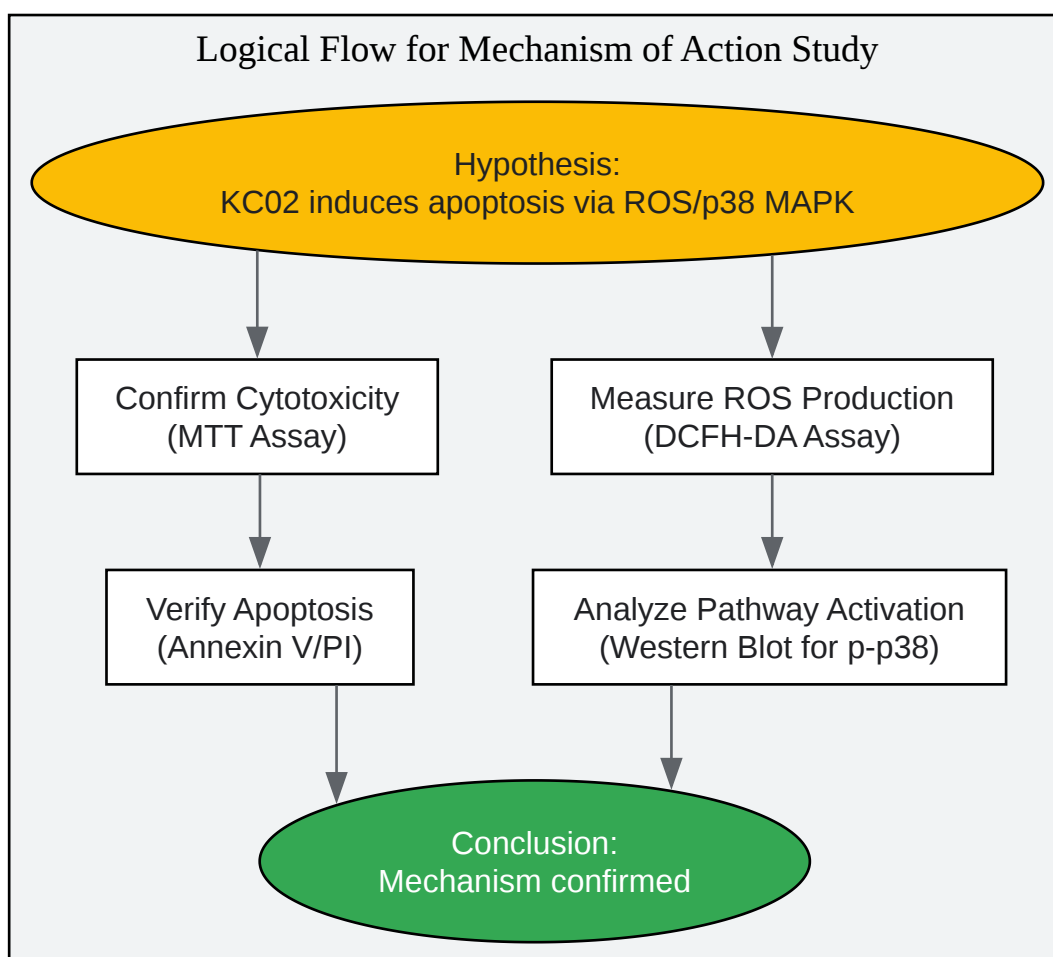 Logical Flow for Mechanism of Action Study
Hypothesis:
KC02 induces apoptosis via ROS/p38 MAPK
Confirm Cytotoxicity
(MTT Assay)
Measure ROS Production
(DCFH-DA Assay)
Verify Apoptosis
(Annexin V/PI)
Analyze Pathway Activation
(Western Blot for p-p38)
Conclusion:
Mechanism confirmed